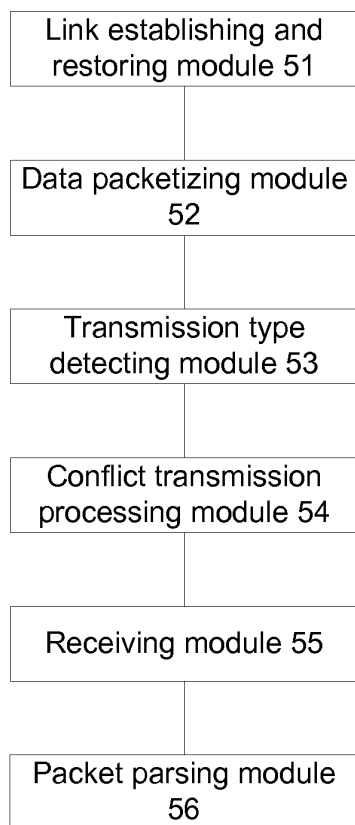 Link establishing and
restoring module 51
Data packetizing module
52
Transmission type
detecting module 53
Conflict transmission
processing module 54
Receiving module 55
Packet parsing module
56